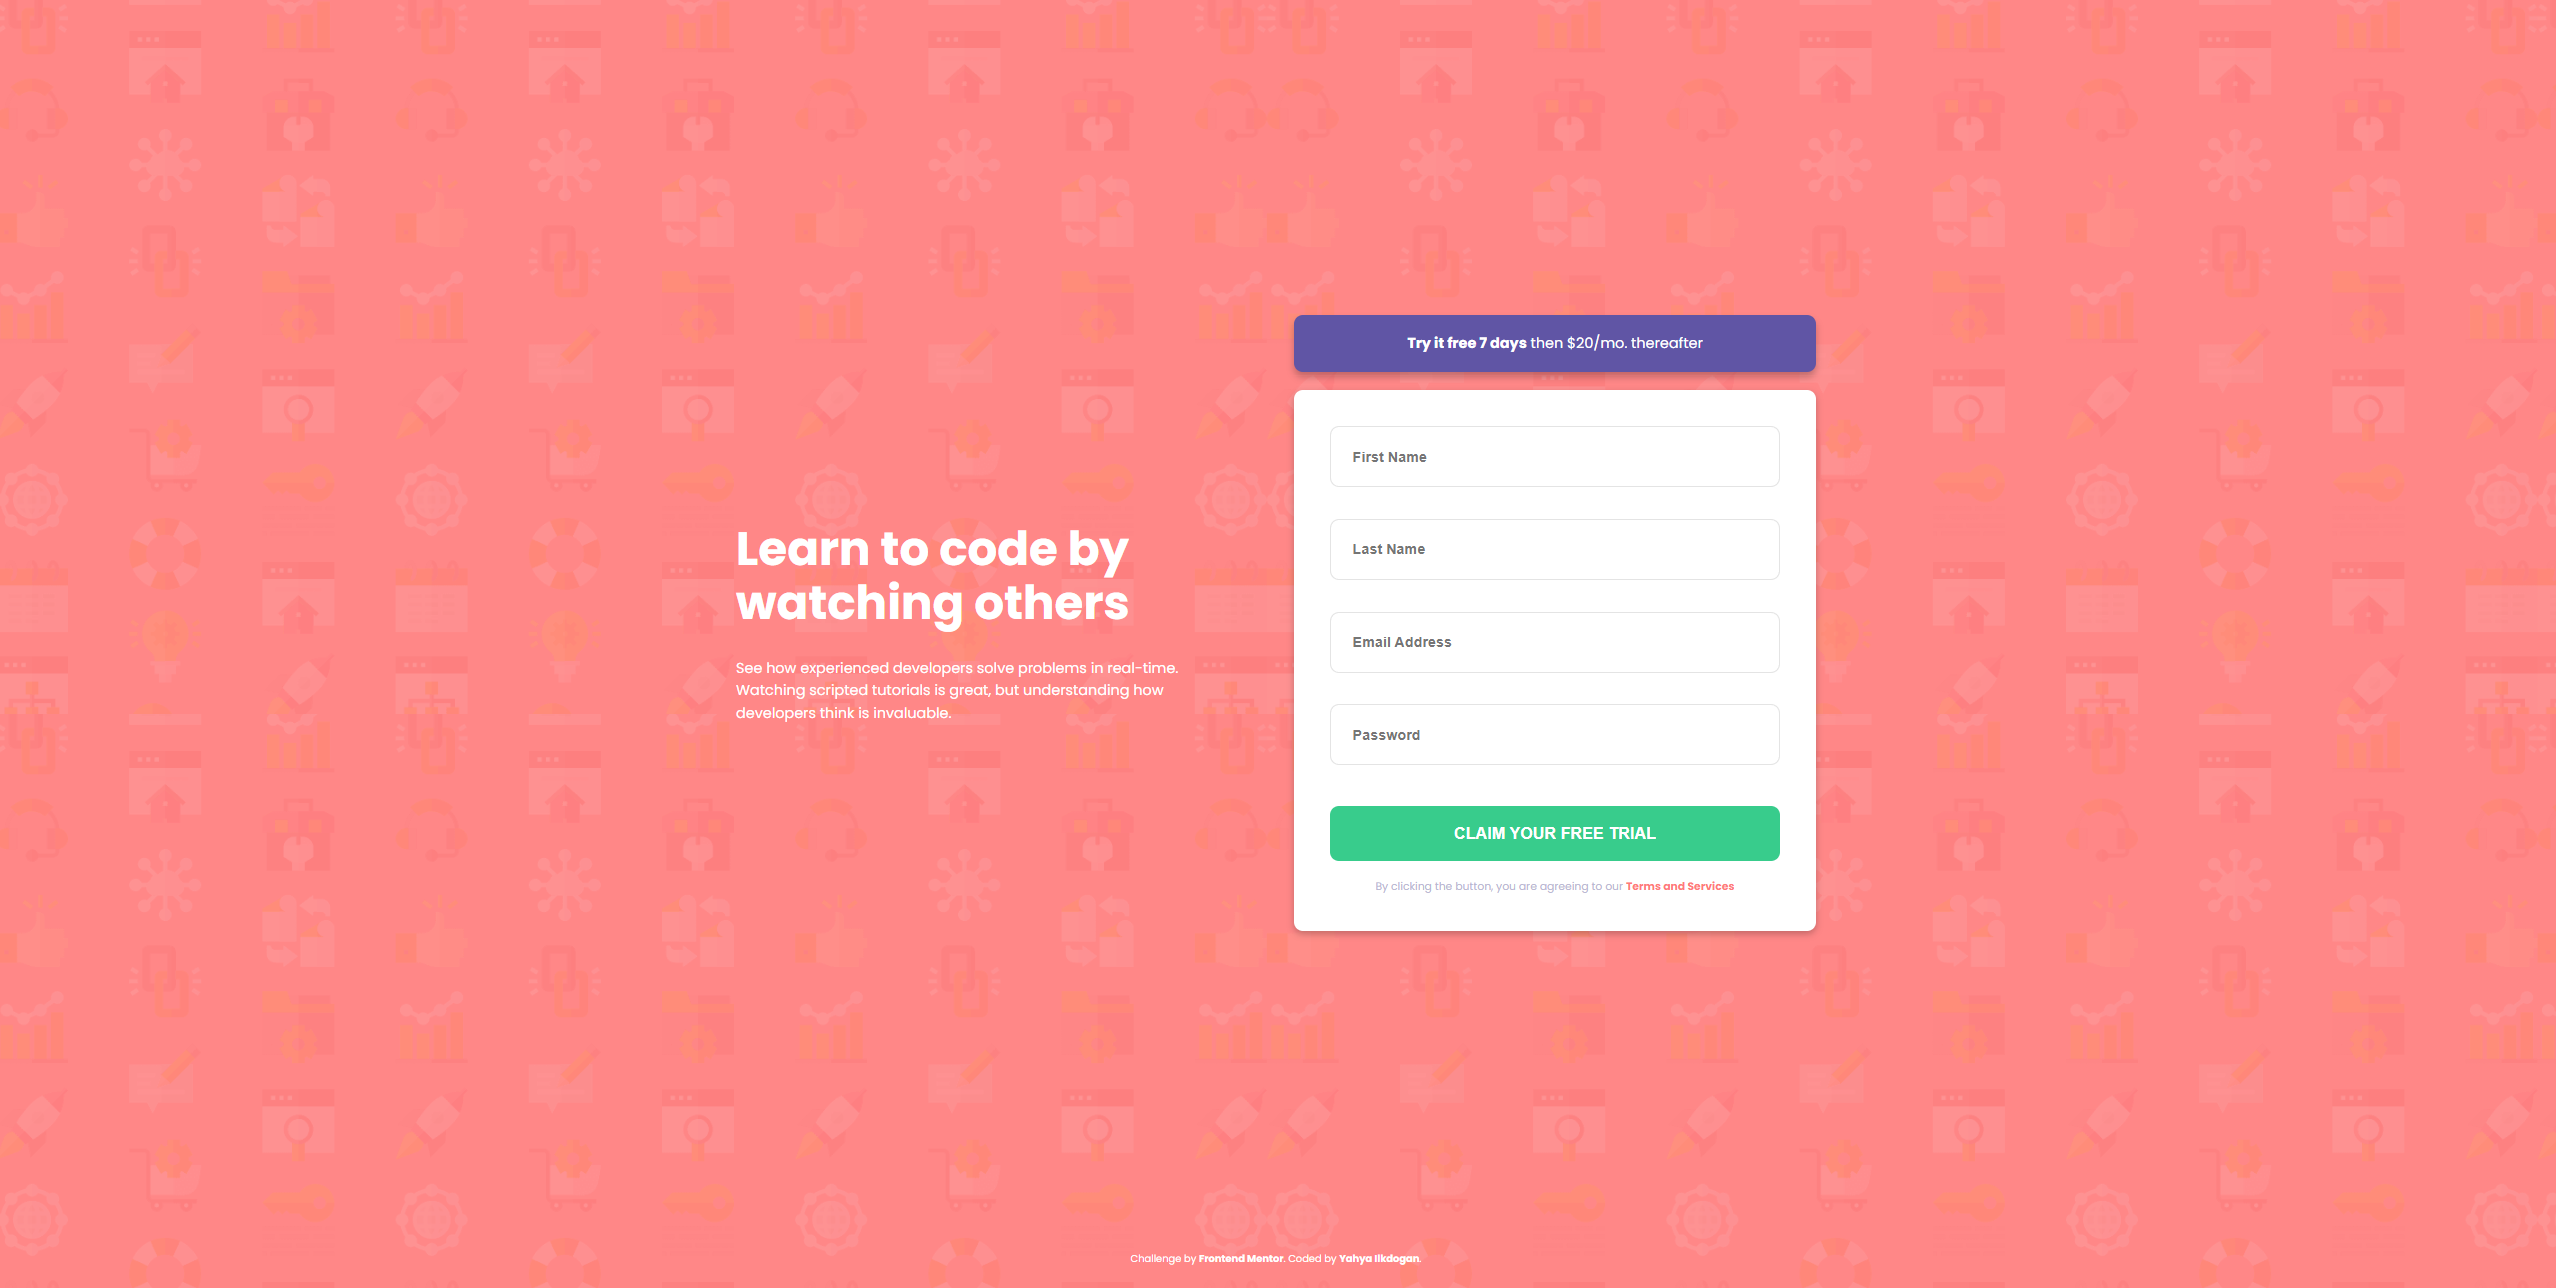 Try it free 7 days then $20/mo. thereafter
First Name
Last Name
Learn to code by
watching others
Email Address
See how experienced developers solve problems in real-time.
Watching scripted tutorials is great, but understanding how
developers think is invaluable.
Password
CLAIM YOUR FREE TRIAL
By clicking the button, you are agreeing to our Terms and Services
Challenge by Frontend Mentor. Coded by Yahya Ilkdogan.